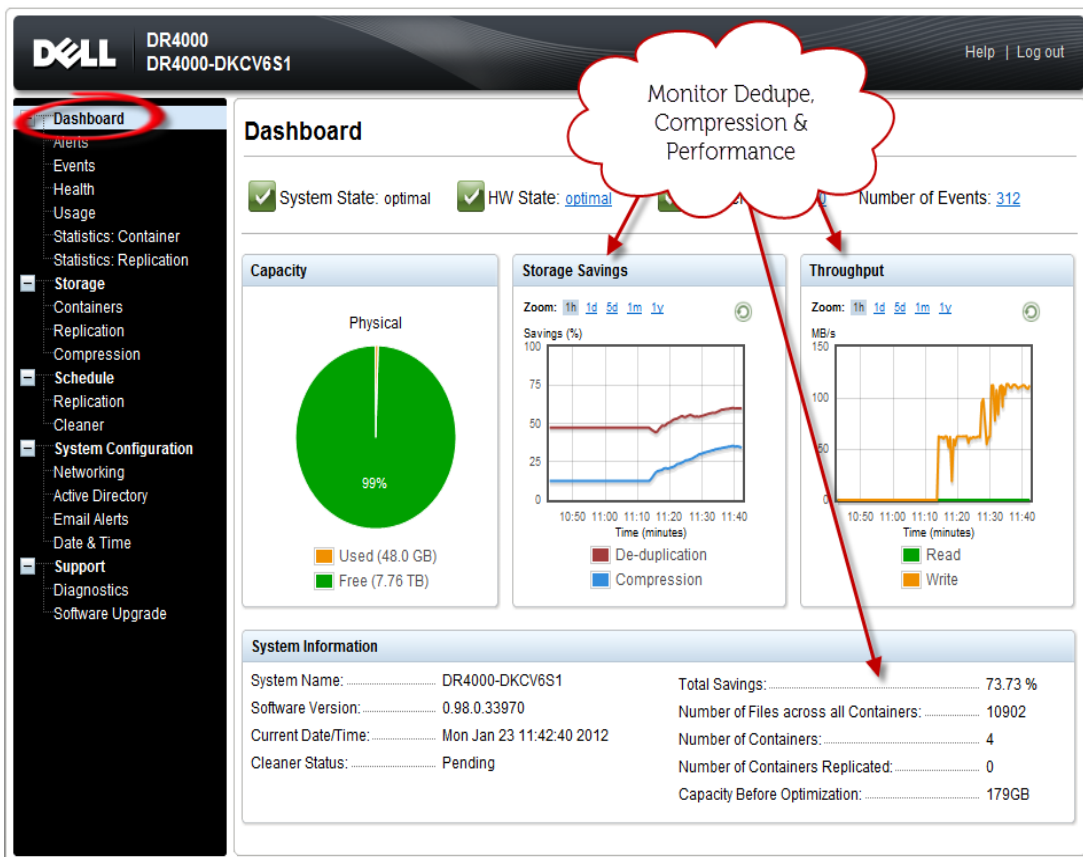 DELL
DR4000
DR4000-DKCV6S1
Help | Log out
Monitor Dedupe,
Compression &
Performance
Dashboard
Alerts
Events
Health
Usage
Statistics: Container
Statistics: Replication
Storage
Containers
Replication
Compression
Schedule
Replication
Cleaner
System Configuration
Networking
Active Directory
Email Alerts
Date & Time
Support
Diagnostics
Software Upgrade
Dashboard
System State: optimal HW State: optimal Number of Events: 312
Capacity
Physical
99%
Used (48.0 GB)
Free (7.76 TB)
Storage Savings
Zoom: 1h 1d 5d 1m 1y
Savings (%)
100
75
50
25
0
10:50 11:00 11:10 11:20 11:30 11:40
Time (minutes)
De-duplication
Compression
Throughput
Zoom: 1h 1d 5d 1m 1y
MB/s
150
100
50
0
10:50 11:00 11:10 11:20 11:30 11:40
Time (minutes)
Read
Write
System Information
System Name: DR4000-DKCV6S1
Software Version: 0.98.0.33970
Current Date/Time: Mon Jan 23 11:42:40 2012
Cleaner Status: Pending
Total Savings: 73.73 %
Number of Files across all Containers: 10902
Number of Containers: 4
Number of Containers Replicated: 0
Capacity Before Optimization: 179GB